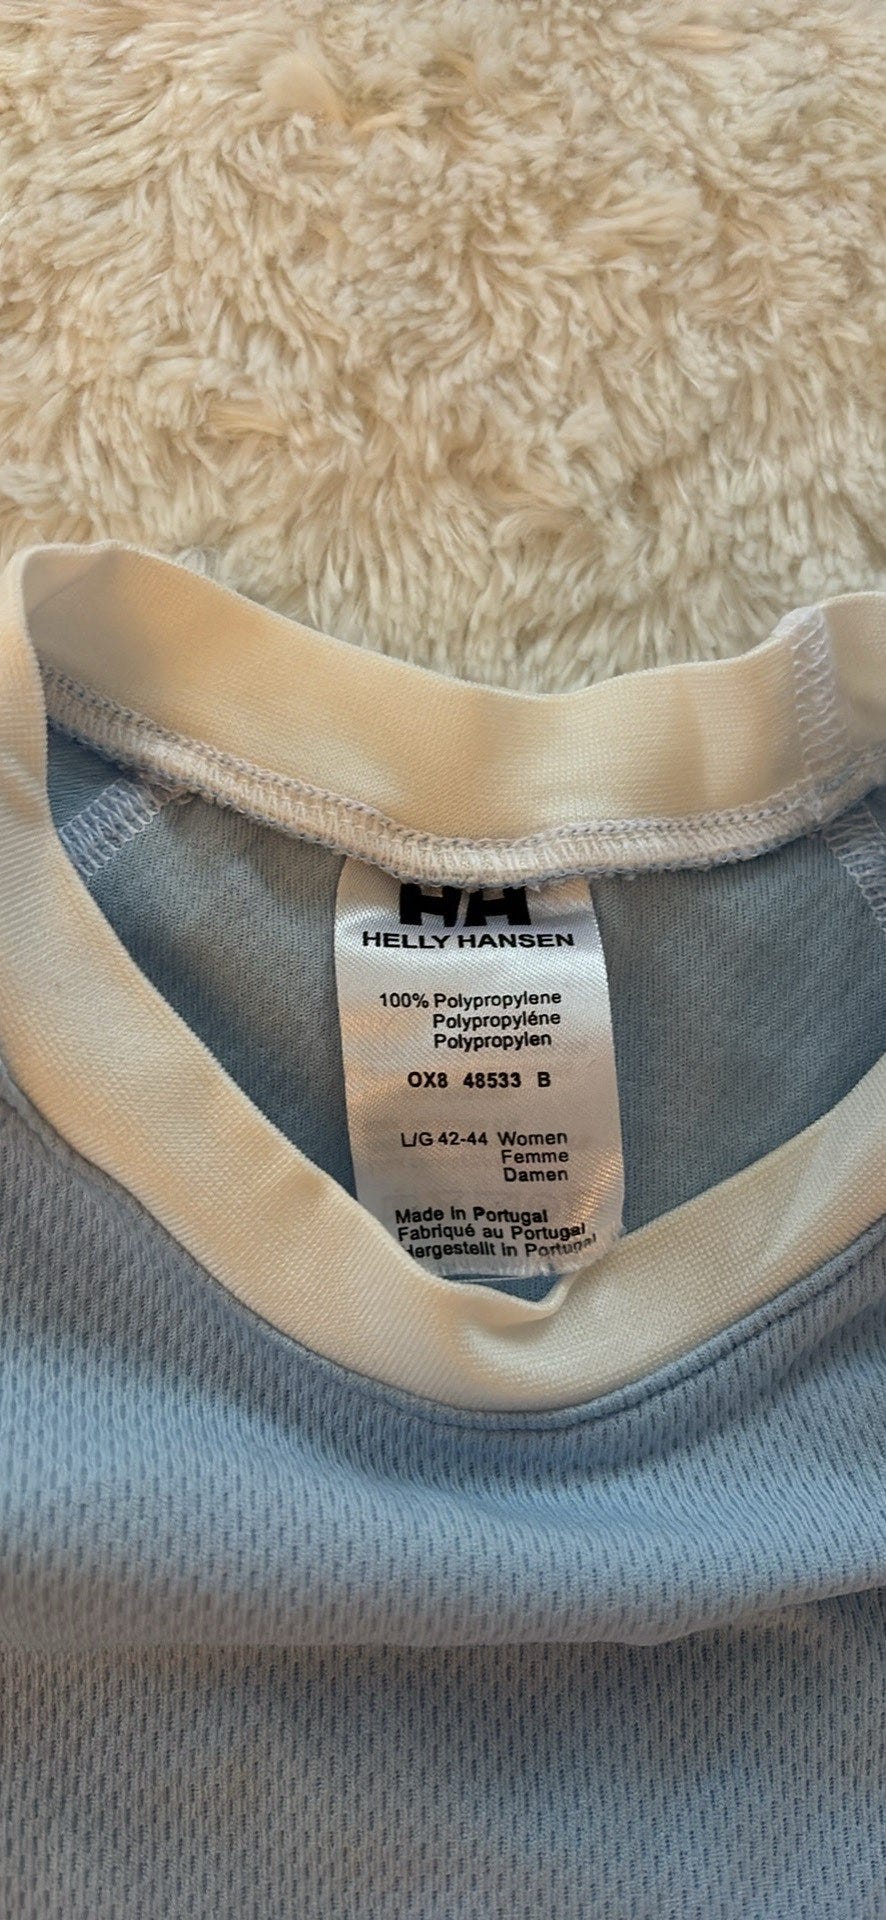 HH
HELLY HANSEN
100% Polypropylene
Polypropyléne
Polypropylen
OX8 48533 B
L/G 42-44 Women
Femme
Damen
Made in Portugal
Fabriqué au Portugal
Hergestellt in Portugal